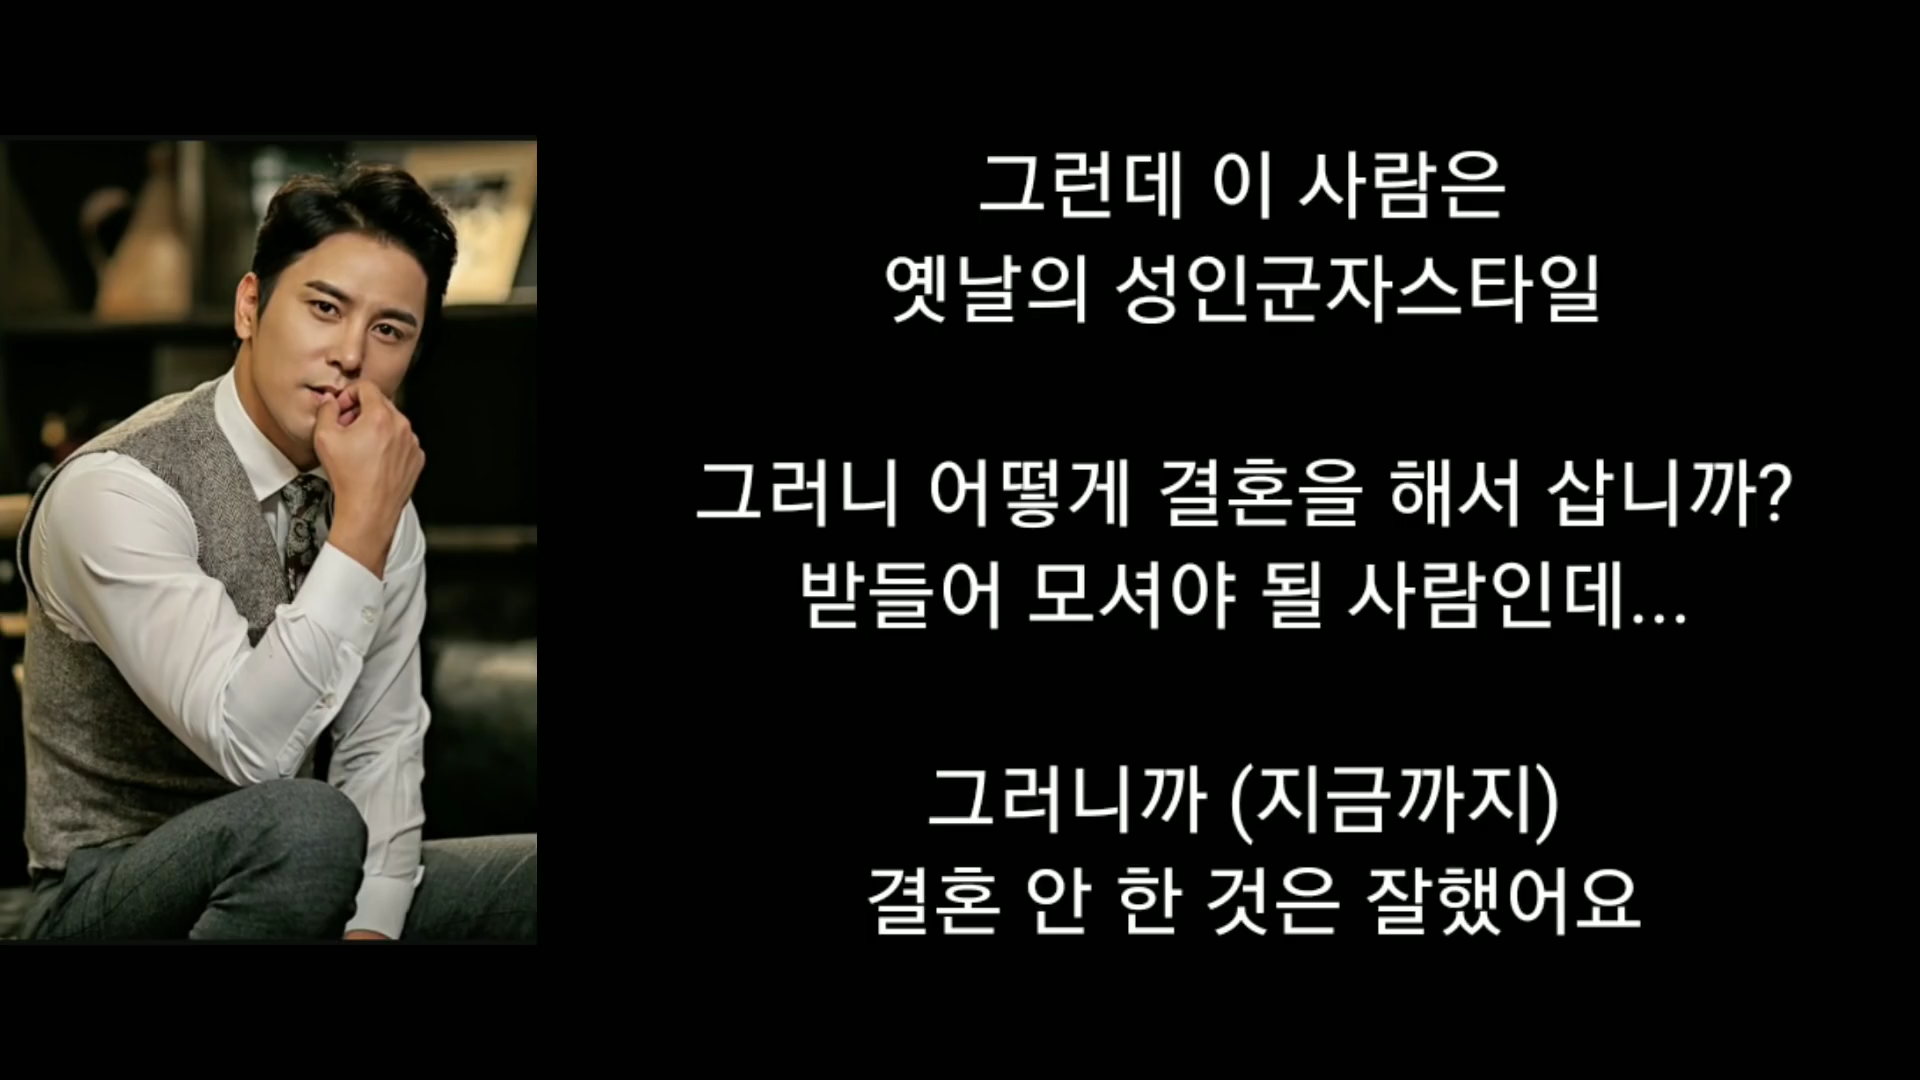 그런데 이 사람은
옛날의 성인군자스타일
그러니 어떻게 결혼을 해서 삽니까?
받들어 모셔야 될 사람인데...
그러니까 (지금까지)
결혼 안 한 것은 잘했어요